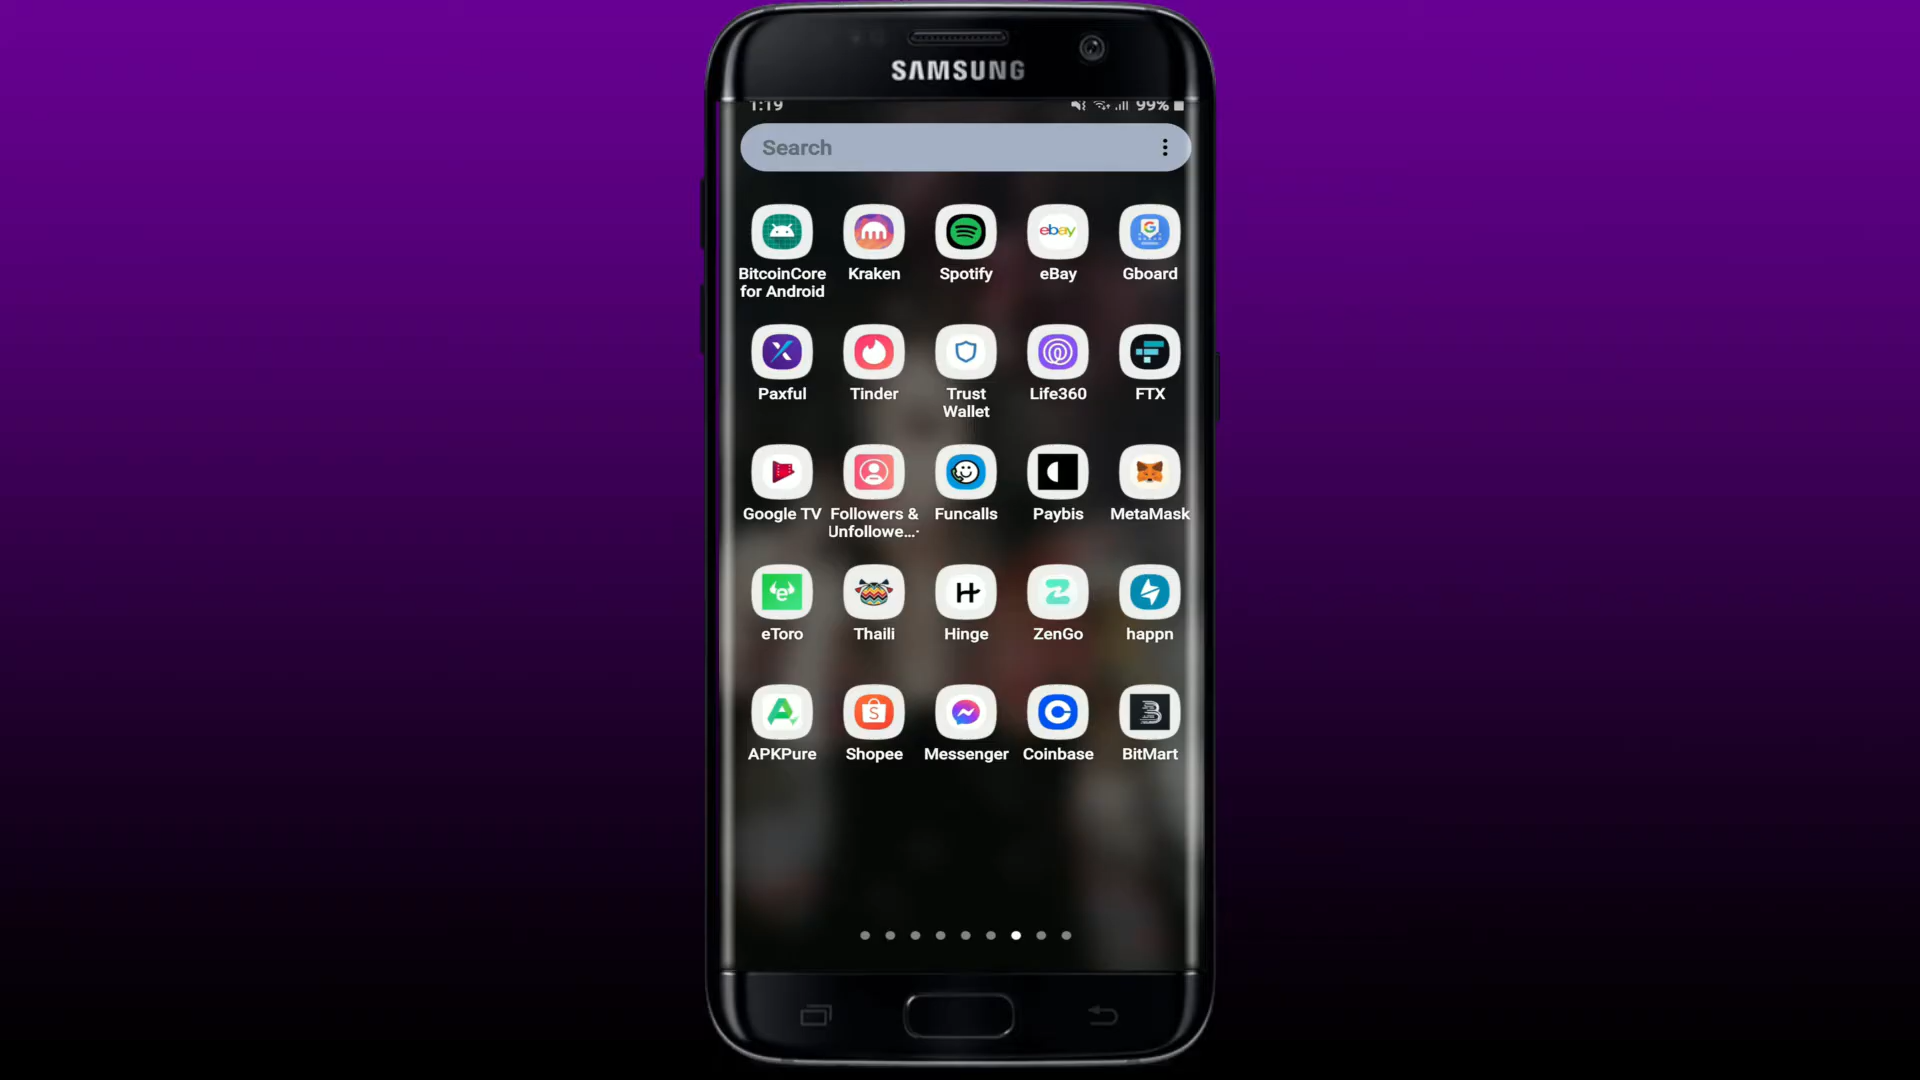 SAMSUNG
1:19 99%
Search
ebay G
BitcoinCore Kraken Spotify eBay Gboard
for Android
Paxful Tinder Trust Life360 FTX
Wallet
Google TV Followers & Funcalls Paybis MetaMask
Unfollowe...
e H
eToro Thaili Hinge ZenGo happn
S
APKPure Shopee Messenger Coinbase BitMart